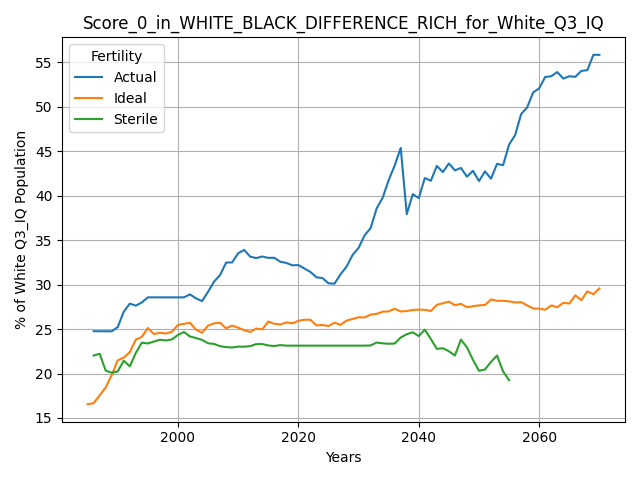 Score_0_in_WHITE_BLACK_DIFFERENCE_RICH_for_White_Q3_IQ
Fertility
Actual
Ideal
Sterile
% of White Q3_IQ Population
55
50
45
40
35
30
25
20
15
2000
2020
2040
2060
Years